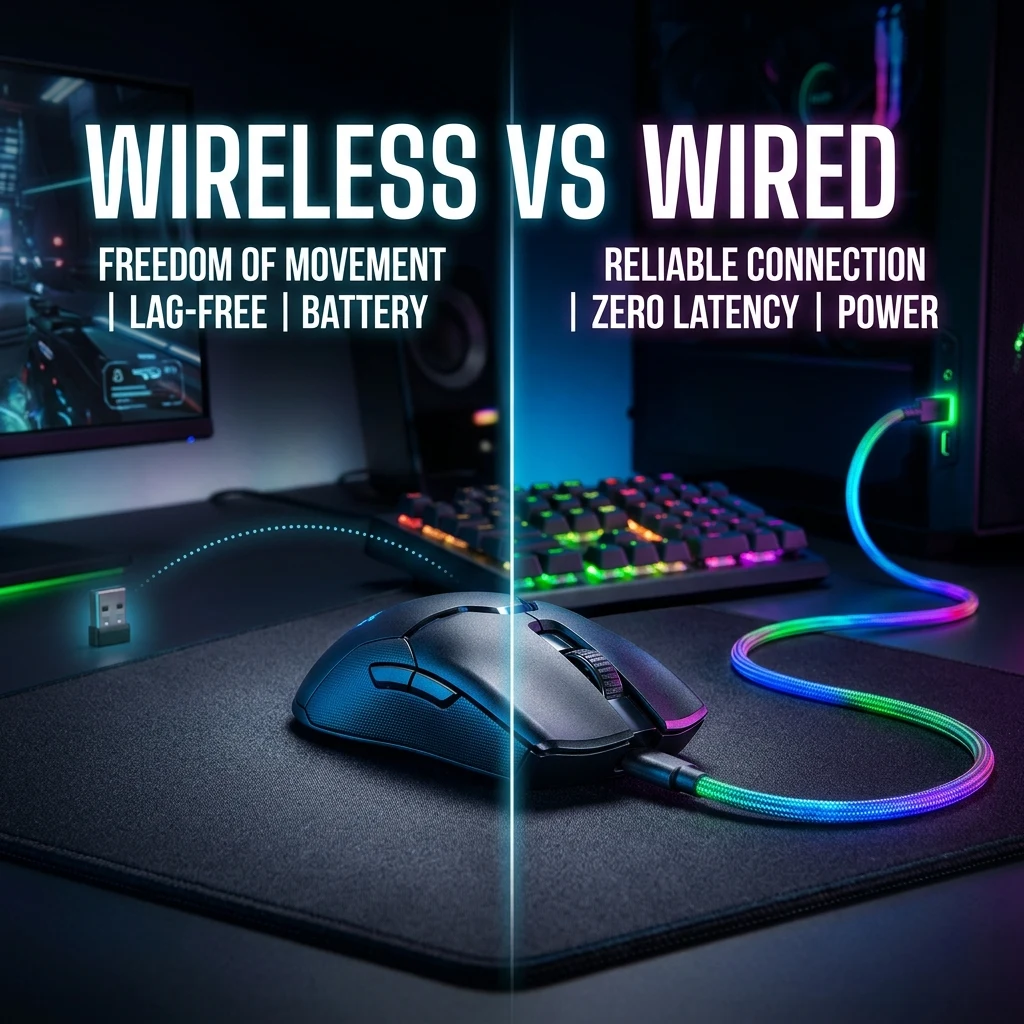 WIRELESS VS WIRED
FREEDOM OF MOVEMENT
| LAG-FREE | BATTERY
RELIABLE CONNECTION
| ZERO LATENCY | POWER